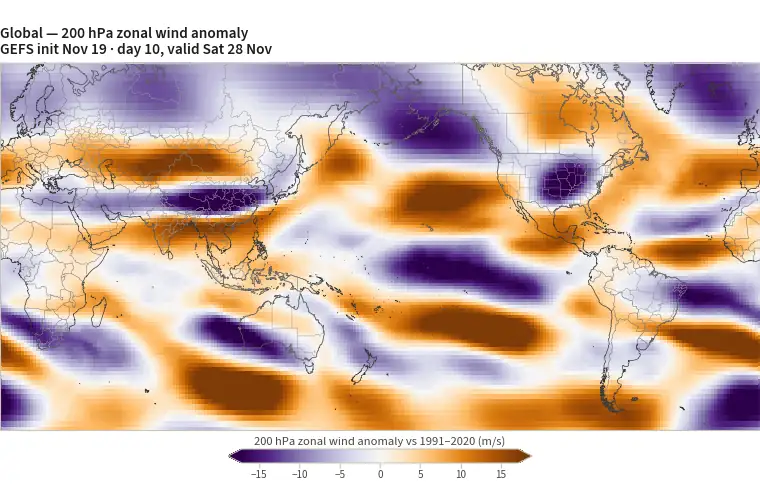 Global — 200 hPa zonal wind anomaly
GEFS init Nov 19 · day 10, valid Sat 28 Nov
200 hPa zonal wind anomaly vs 1991–2020 (m/s)
−15 −10 −5 0 5 10 15